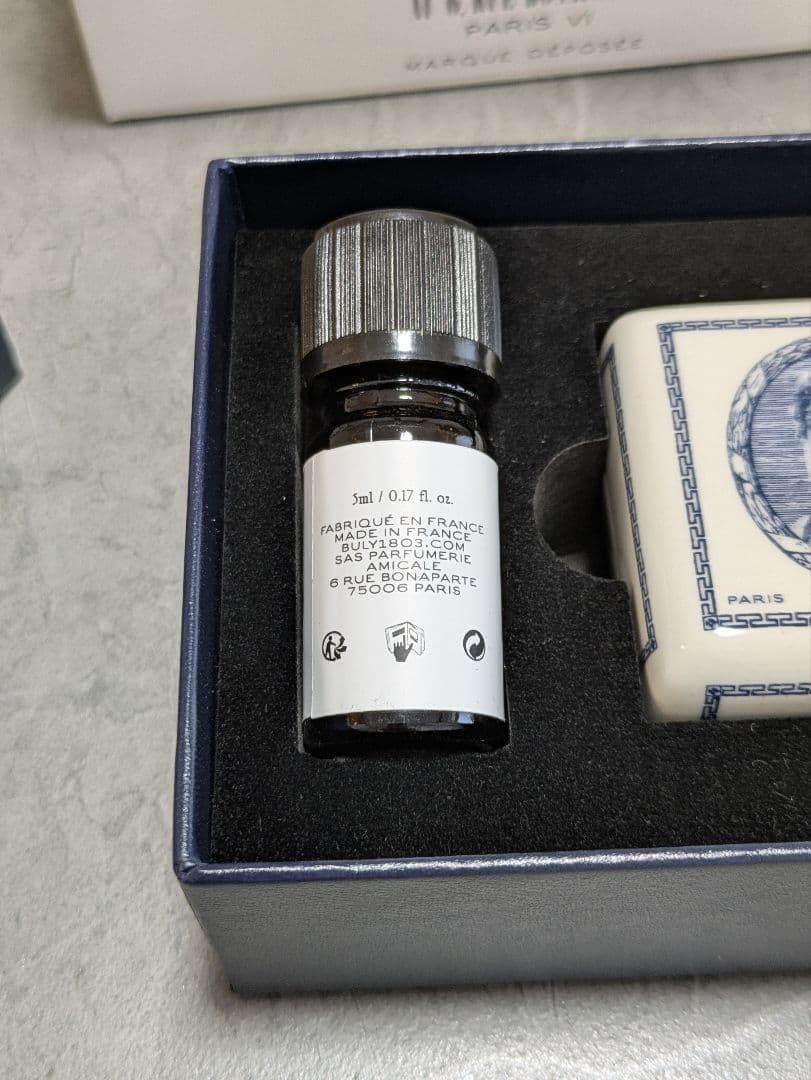 PARIS VI
MARQUE DÉPOSÉE
5ml / 0.17 fl. oz.
FABRIQUÉ EN FRANCE
MADE IN FRANCE
BULY1803.COM
SAS PARFUMERIE
AMICALE
6 RUE BONAPARTE
75006 PARIS
PARIS